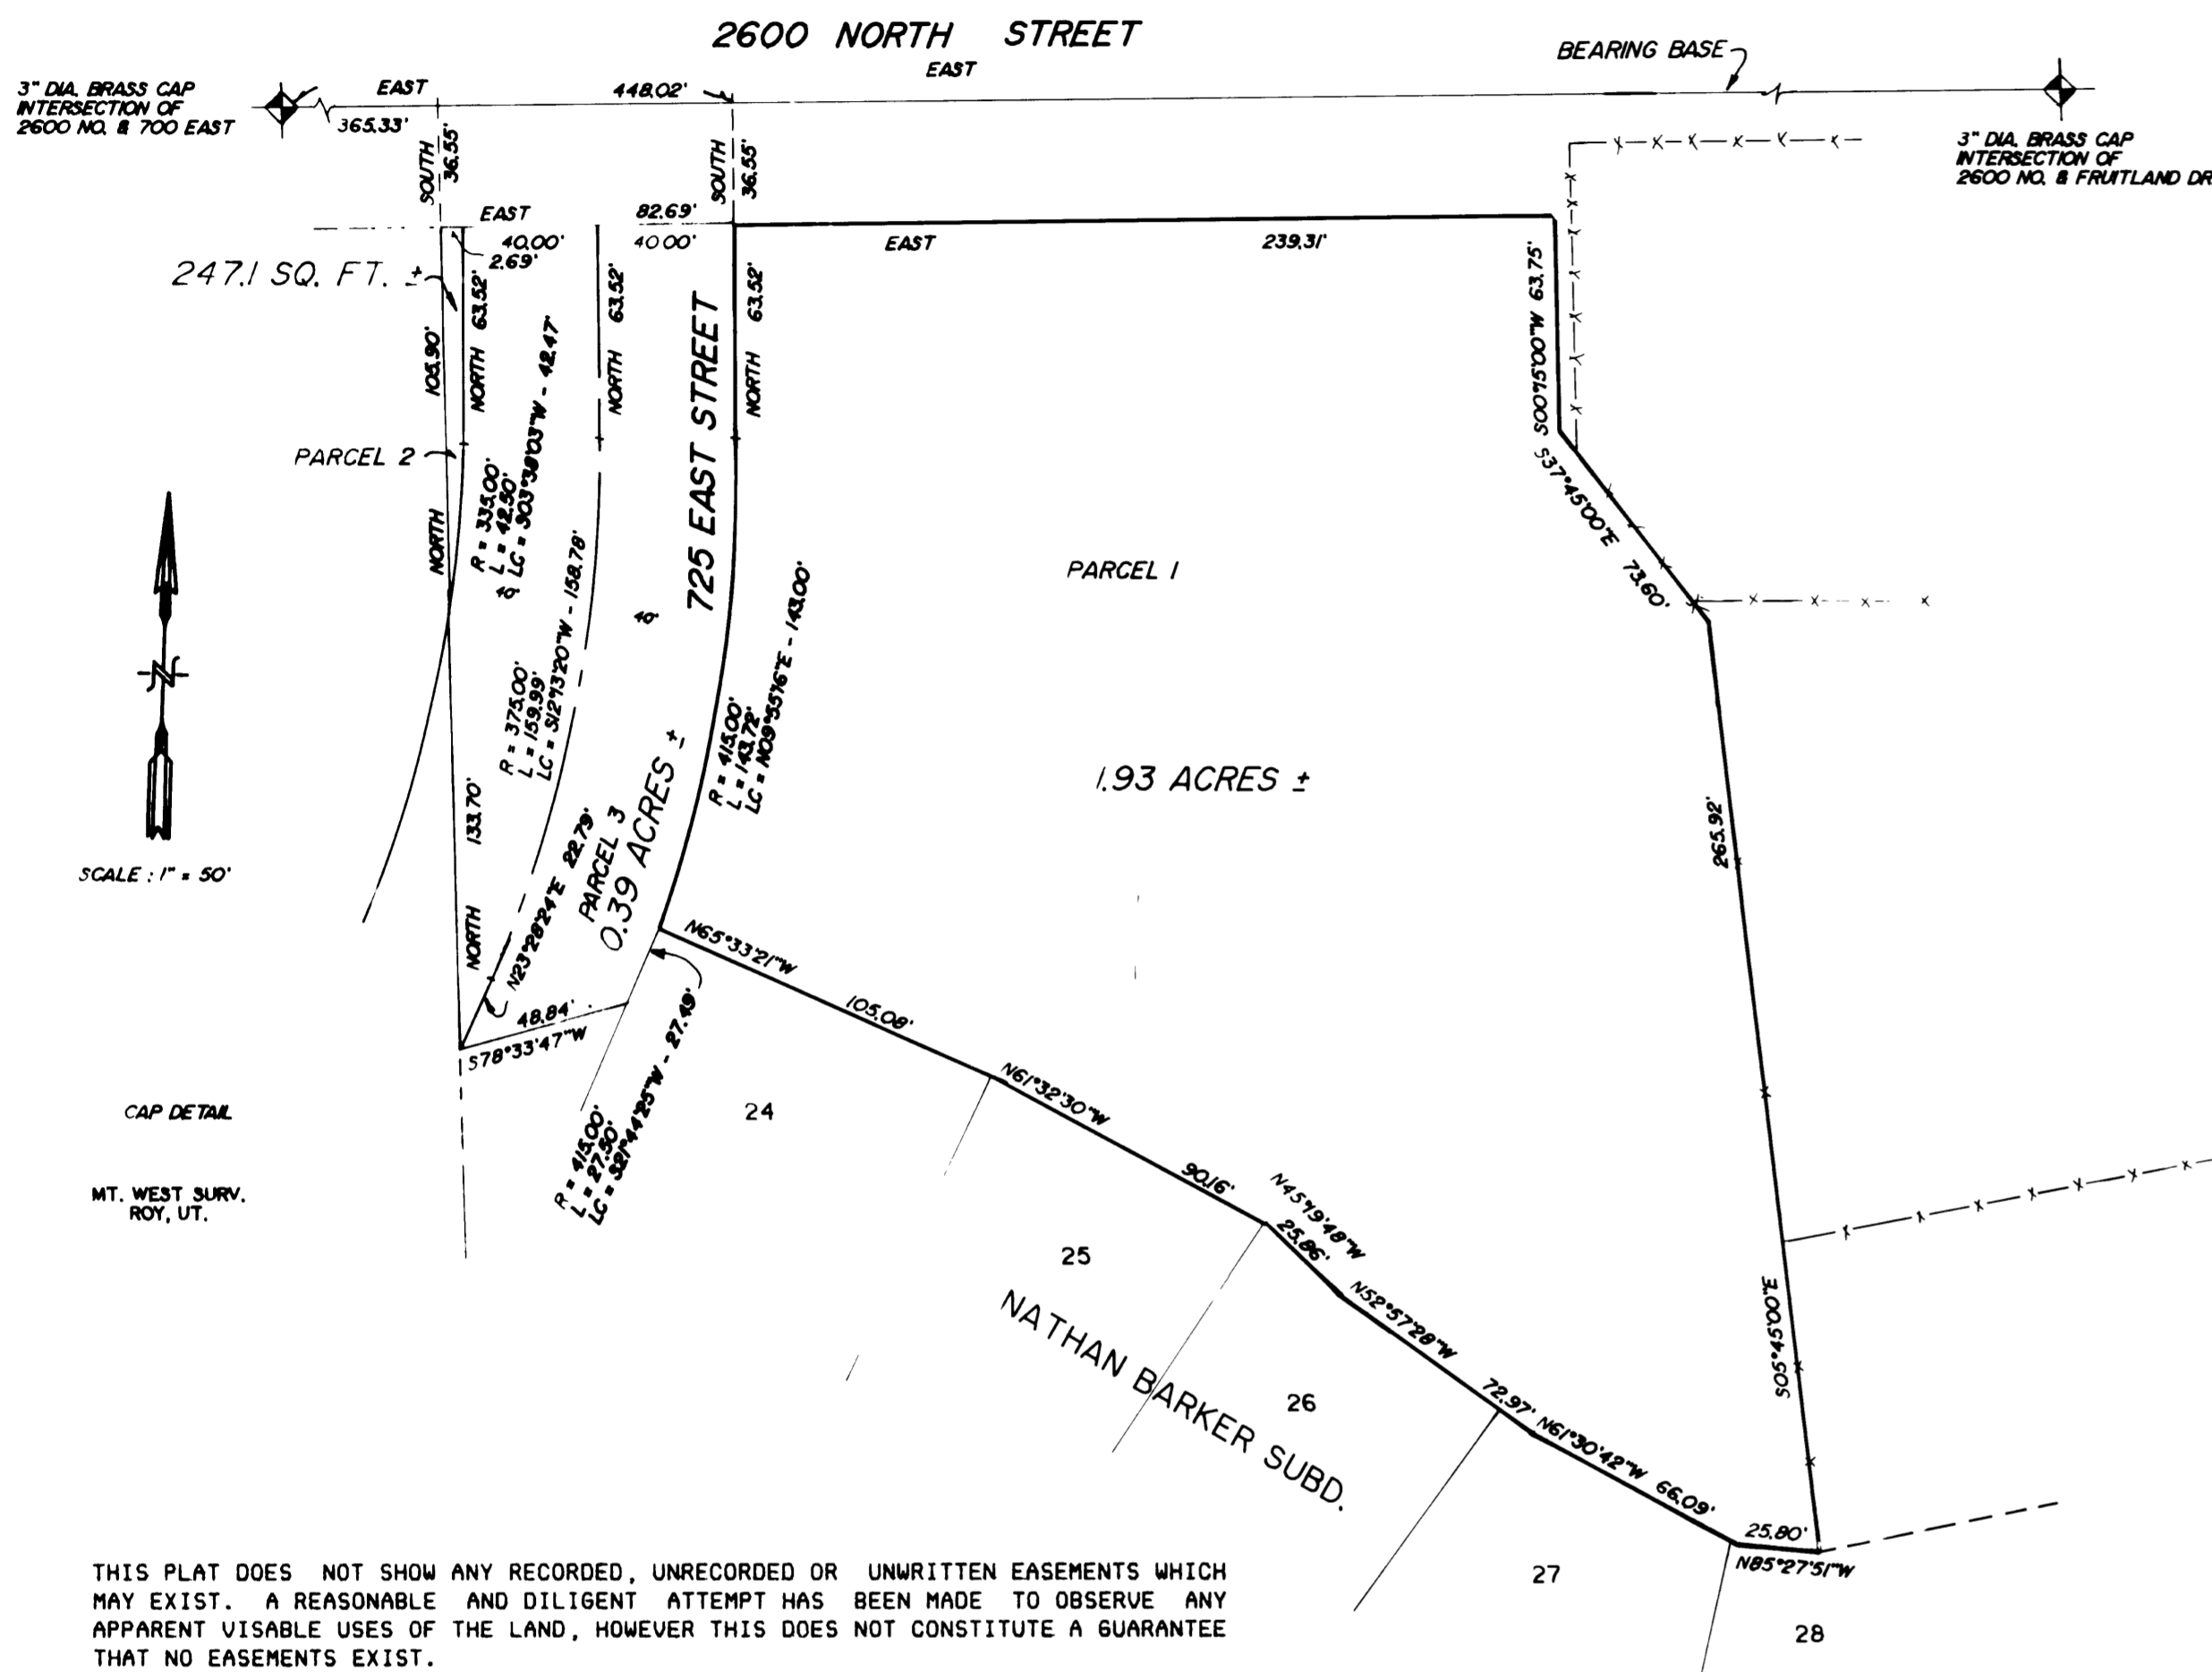 2600 NORTH STREET
EAST
BEARING BASE
3" DIA. BRASS CAP
INTERSECTION OF
2600 NO. & 700 EAST
EAST
448.02'
365.33'
3" DIA. BRASS CAP
INTERSECTION OF
2600 NO. & FRUITLAND DR
SOUTH
36.55'
SOUTH
36.55'
EAST
82.69'
40.00'
40 00'
2.69'
EAST
239.31'
247.1 SQ. FT. ±
105.90'
NORTH 63.52'
NORTH 63.52'
725 EAST STREET
NORTH 63.52'
S00°15'00"W 63.75'
PARCEL 2
NORTH
R = 335.00'
L = 42.50'
LC = S03°38'03"W - 42.47'
40'
40'
S37°45'00"E 73.60'
PARCEL 1
R = 375.00'
L = 159.99'
LC = S12°13'20"W - 158.78'
R = 415.00'
L = 143.72'
LC = N09°55'16"E - 143.00'
1.93 ACRES ±
133.70'
NORTH
265.92'
SCALE : 1" = 50'
N23°28'24"E 22.79'
PARCEL 3
0.39 ACRES ±
N65°33'21"W
105.08'
48.84'
S78°33'47"W
R = 415.00'
L = 27.50'
LC = S21°44'25"W - 27.49'
N61°32'30"W
90.16'
CAP DETAIL
24
MT. WEST SURV.
ROY, UT.
N45°19'48"W
25.86'
25
N52°57'28"W
72.97'
S05°45'00"E
NATHAN BARKER SUBD.
26
N61°30'42"W 66.09'
25.80'
N85°27'51"W
27
28
THIS PLAT DOES NOT SHOW ANY RECORDED, UNRECORDED OR UNWRITTEN EASEMENTS WHICH
MAY EXIST. A REASONABLE AND DILIGENT ATTEMPT HAS BEEN MADE TO OBSERVE ANY
APPARENT VISABLE USES OF THE LAND, HOWEVER THIS DOES NOT CONSTITUTE A GUARANTEE
THAT NO EASEMENTS EXIST.